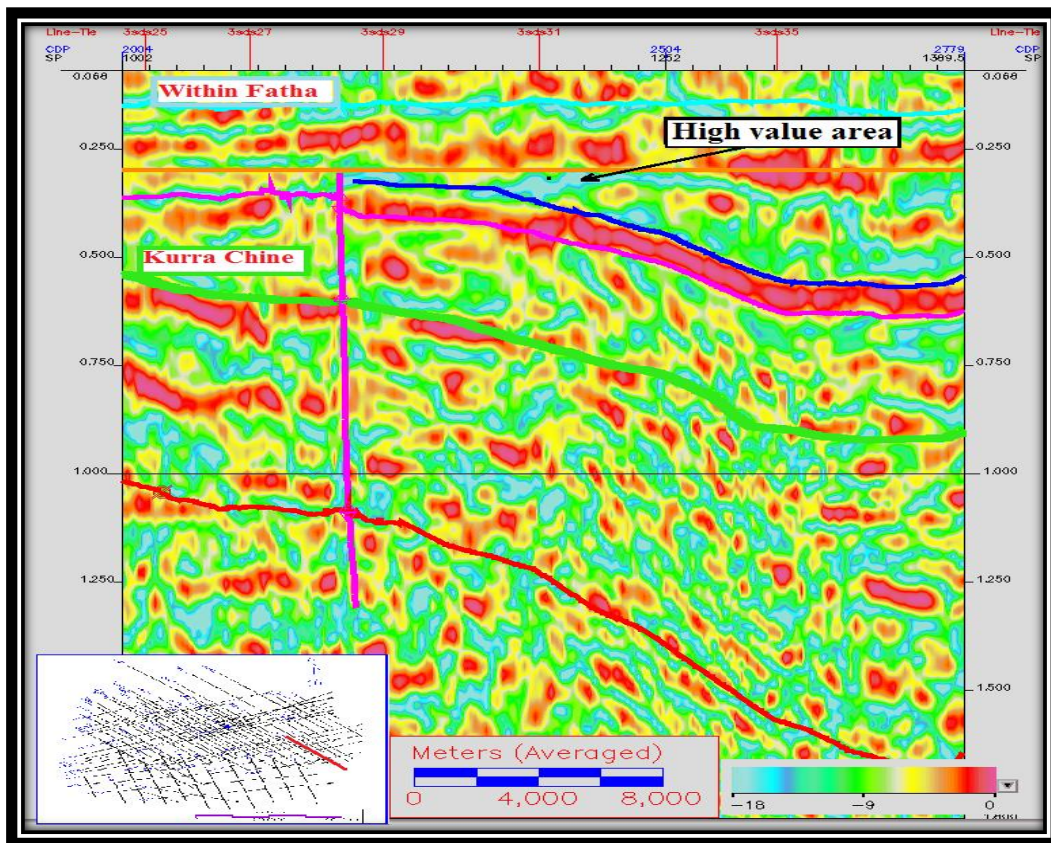 Line-Tie 3sds25 3sds27 3sds29 3sds31 3sds35 Line-Tie
CDP 2004 2504 2779 CDP
SP 1002 1252 1389.5 SP
-0.068 -0.068
Within Fatha
High value area
0.250 0.250
Kurra Chine
0.500 0.500
0.750 0.750
1.000 1.000
1.250 1.250
1.500 1.500
Meters (Averaged)
0 4,000 8,000
-18 -9 0